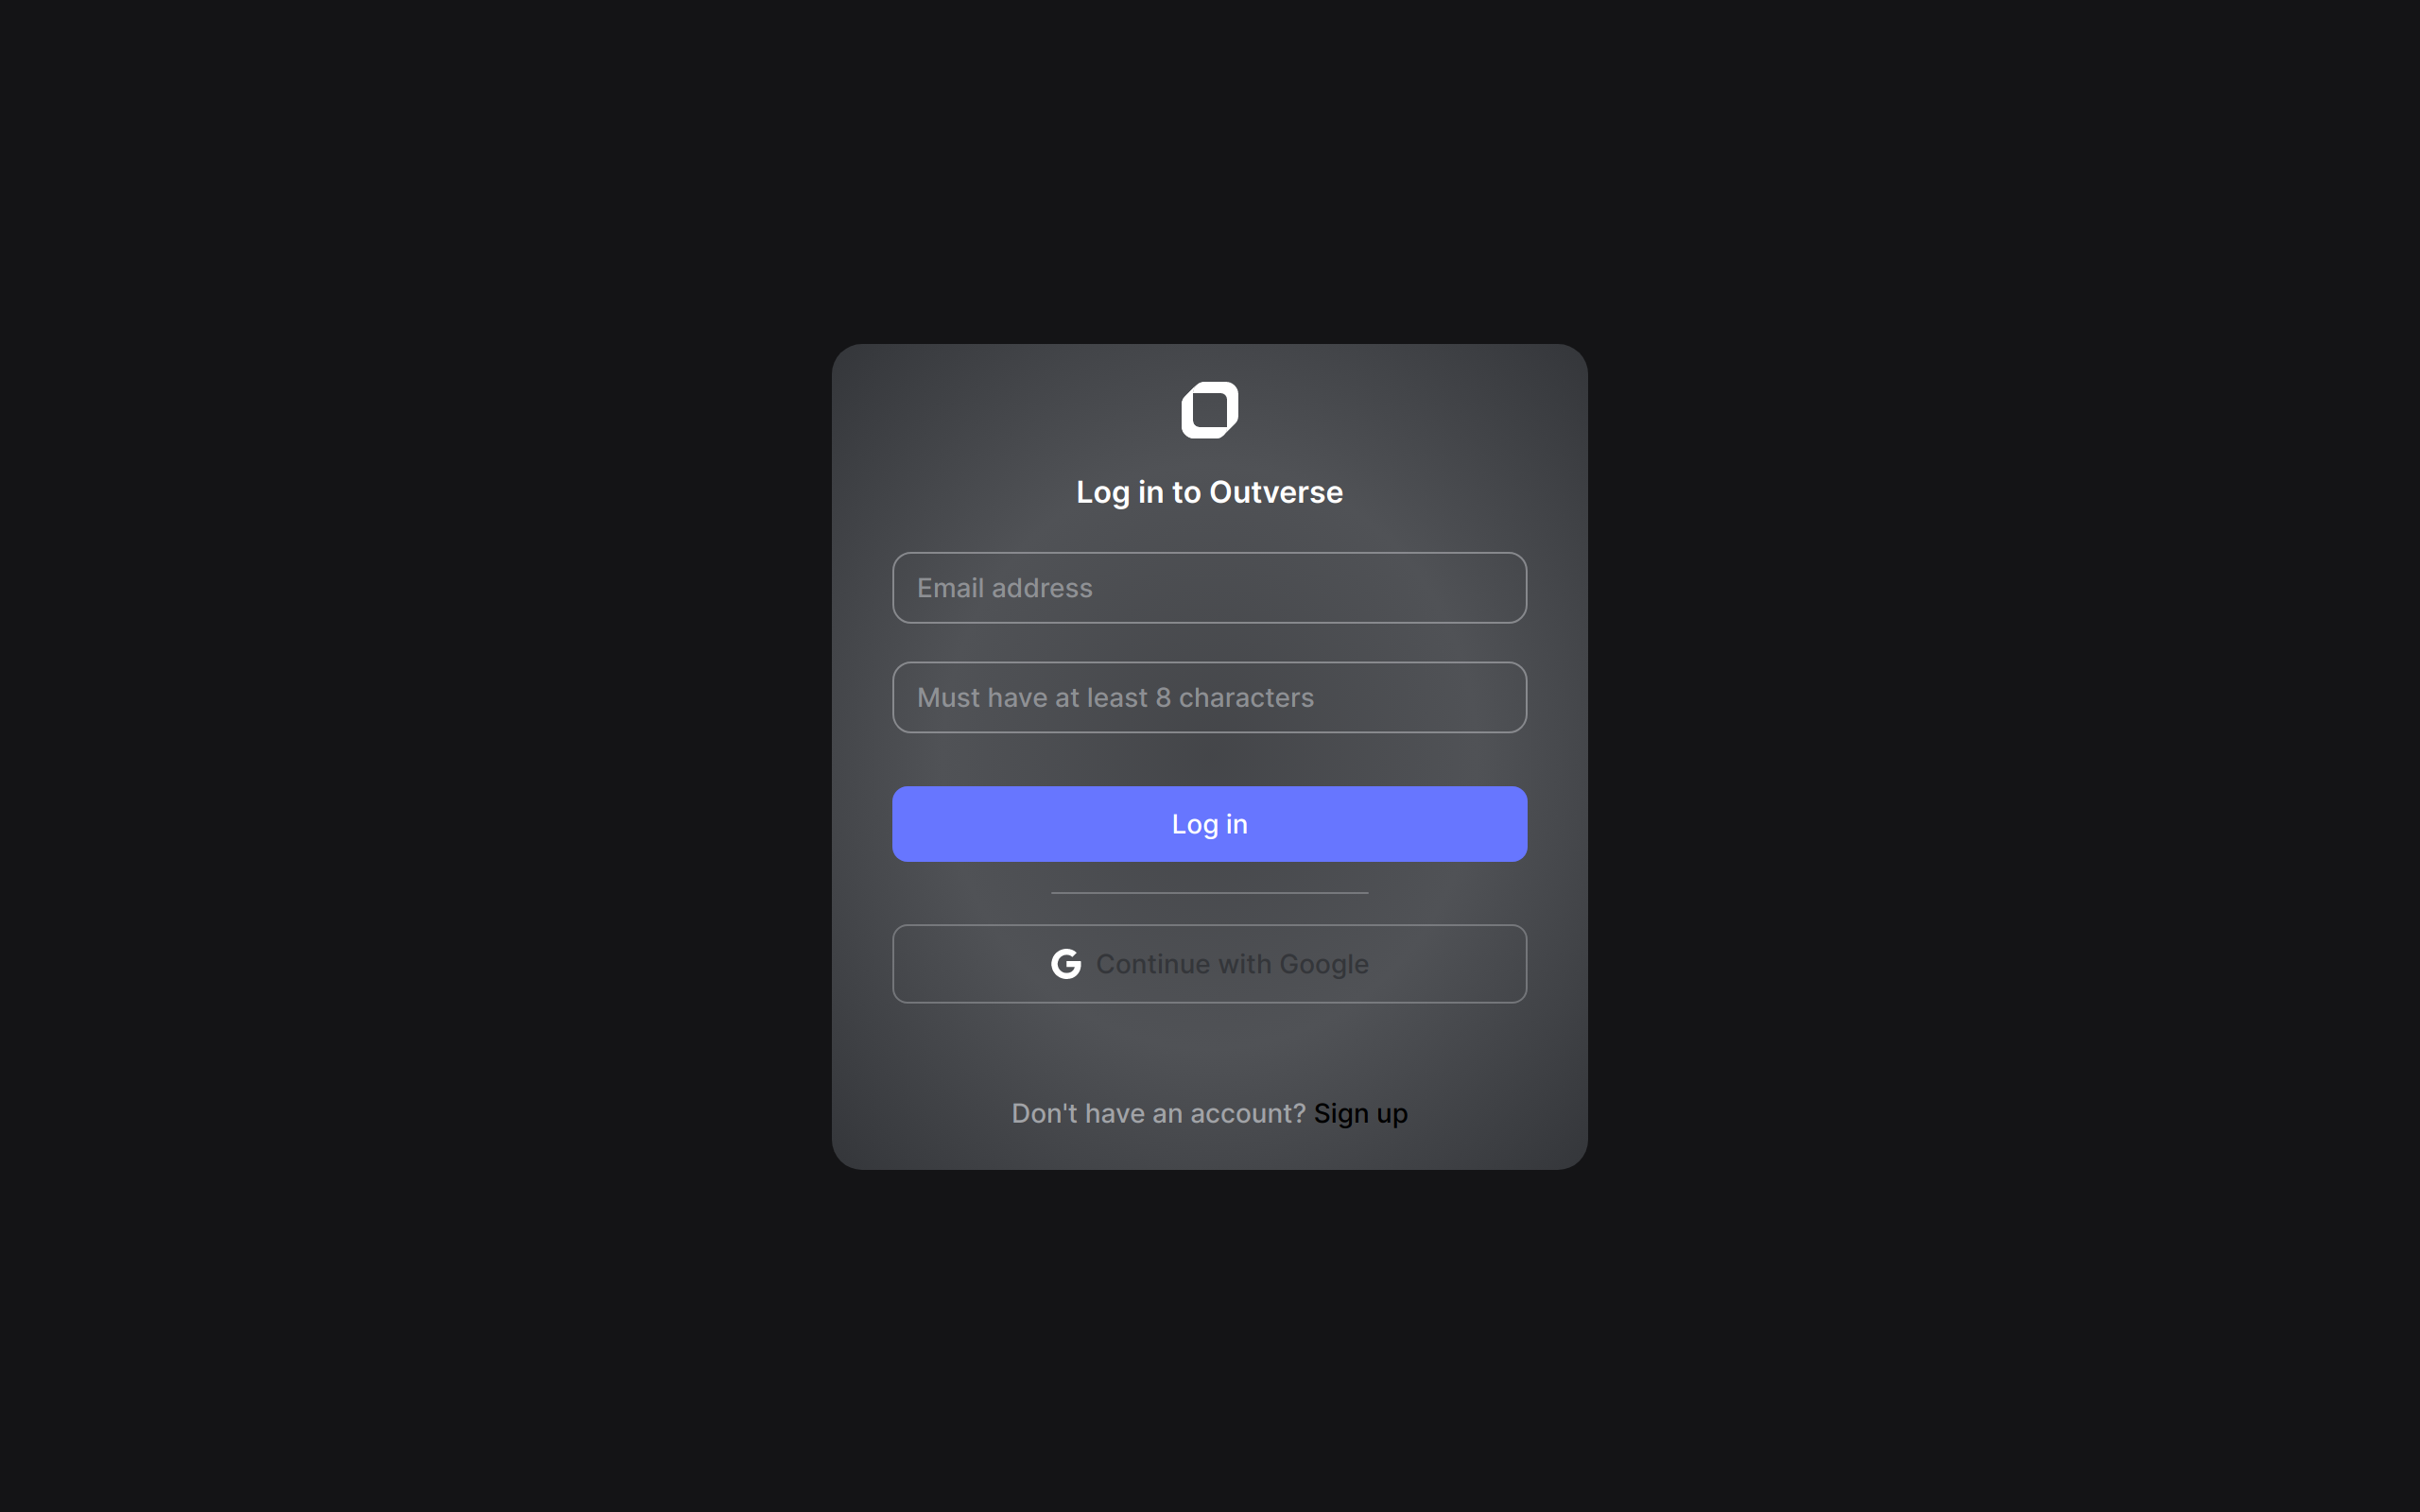 Log in to Outverse
Email address
Must have at least 8 characters
Log in
Continue with Google
Don't have an account? Sign up